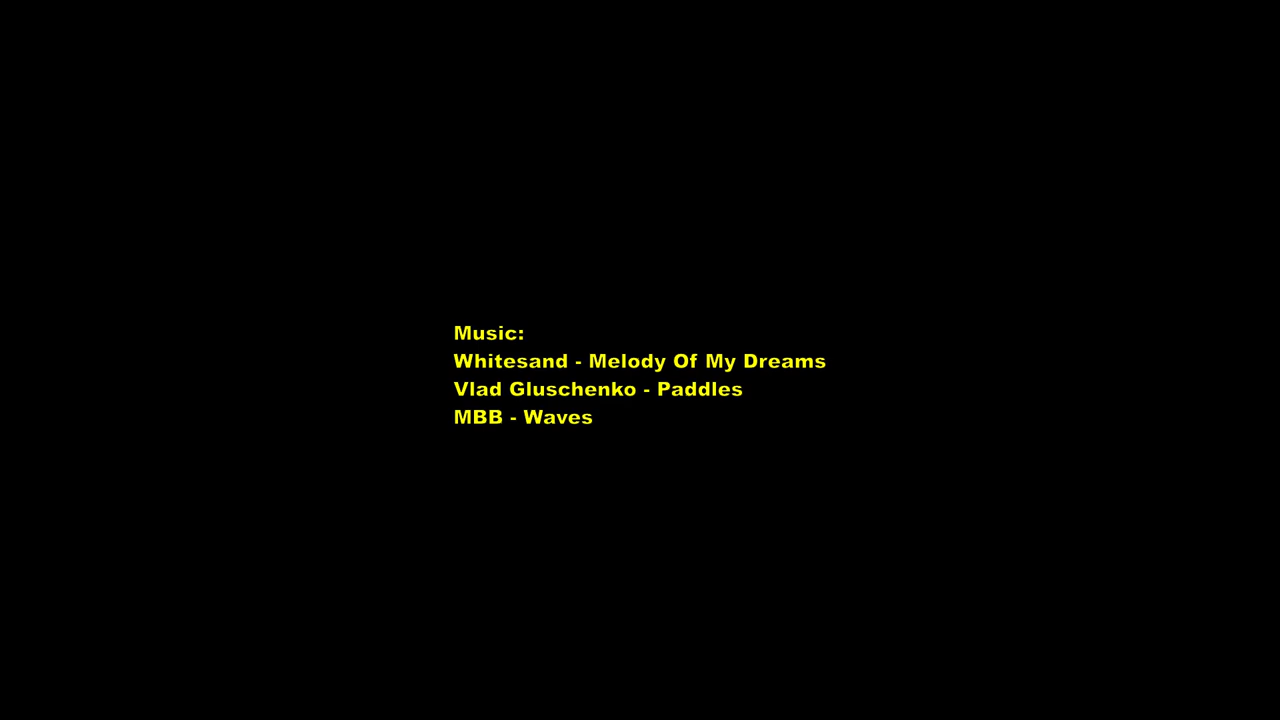 Music:
Whitesand - Melody Of My Dreams
Vlad Gluschenko - Paddles
MBB - Waves